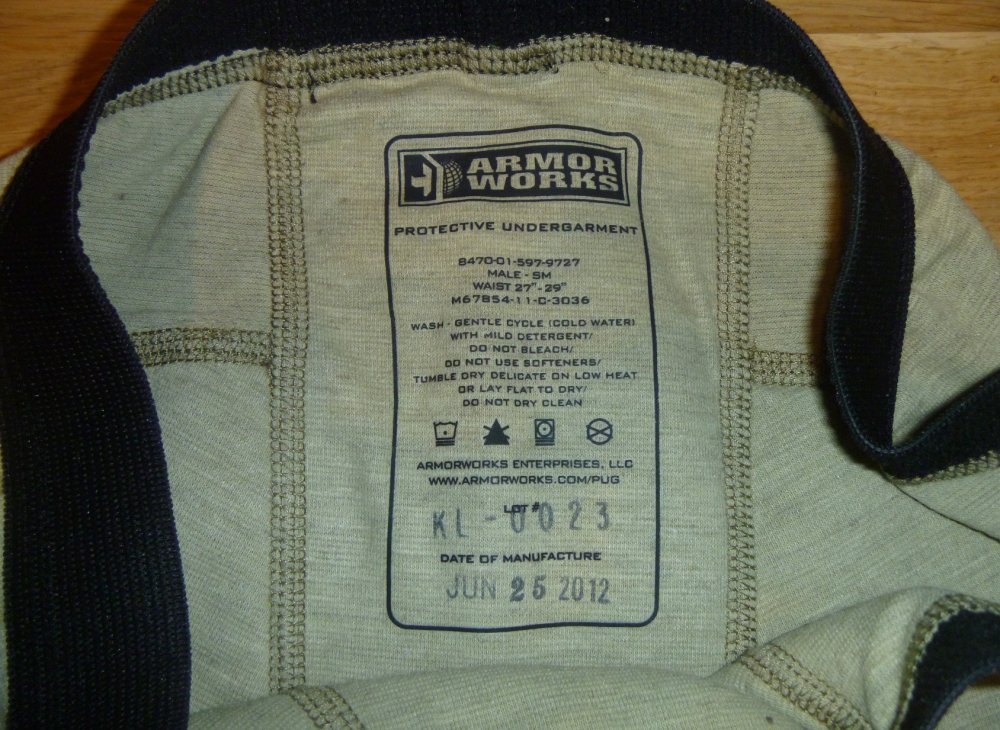 ARMOR
WORKS
PROTECTIVE UNDERGARMENT
8470-01-597-9727
MALE - SM
WAIST 27"- 29"
M67854-11-C-3036
WASH - GENTLE CYCLE (COLD WATER)
WITH MILD DETERGENT/
DO NOT BLEACH/
DO NOT USE SOFTENERS/
TUMBLE DRY DELICATE ON LOW HEAT
OR LAY FLAT TO DRY/
DO NOT DRY CLEAN
ARMORWORKS ENTERPRISES, LLC
WWW.ARMORWORKS.COM/PUG
LOT #
KL - 0023
DATE OF MANUFACTURE
JUN 25 2012